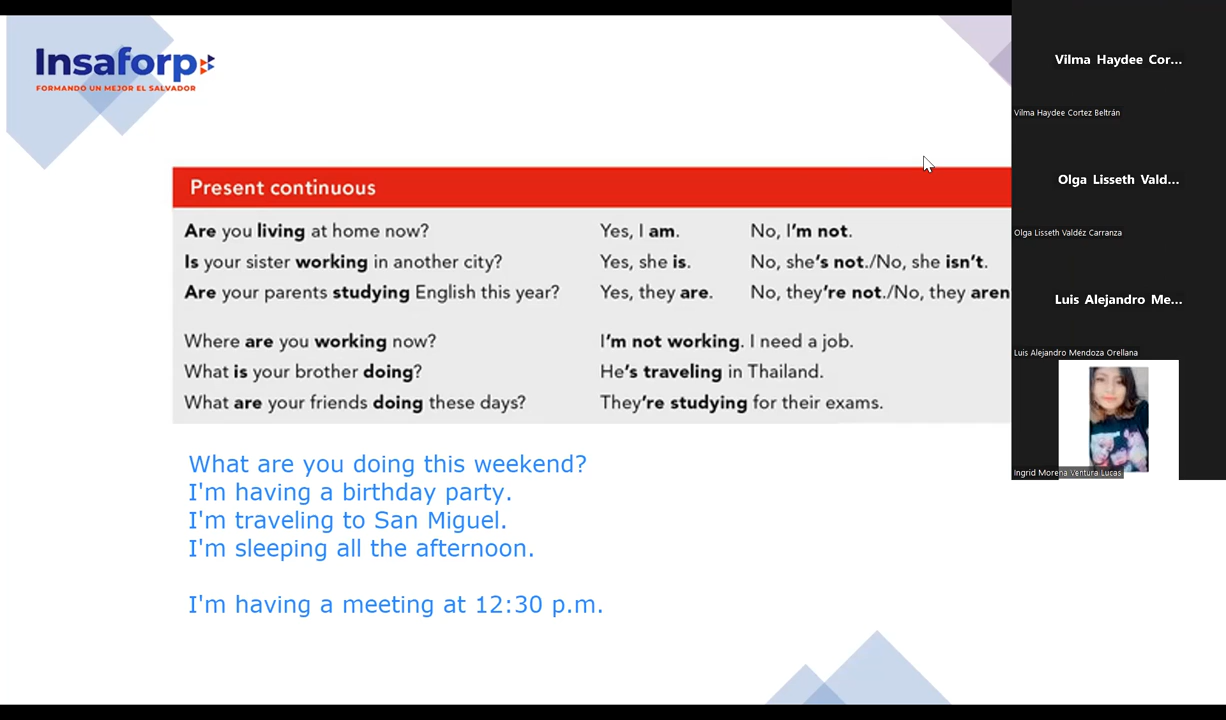 Insaforp
FORMANDO UN MEJOR EL SALVADOR
Present continuous
Are you living at home now? Yes, I am. No, I'm not.
Is your sister working in another city? Yes, she is. No, she's not./No, she isn't.
Are your parents studying English this year? Yes, they are. No, they're not./No, they aren
Where are you working now? I'm not working. I need a job.
What is your brother doing? He's traveling in Thailand.
What are your friends doing these days? They're studying for their exams.
What are you doing this weekend?
I'm having a birthday party.
I'm traveling to San Miguel.
I'm sleeping all the afternoon.
I'm having a meeting at 12:30 p.m.
Vilma Haydee Cor...
Vilma Haydee Cortez Beltrán
Olga Lisseth Vald...
Olga Lisseth Valdéz Carranza
Luis Alejandro Me...
Luis Alejandro Mendoza Orellana
Ingrid Morena Ventura Lucas